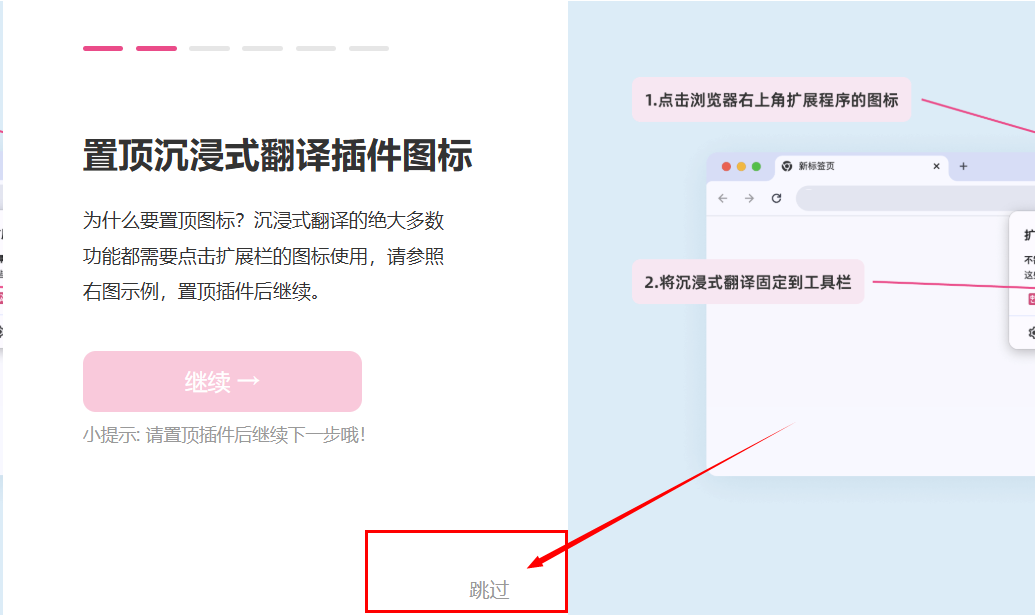 置顶沉浸式翻译插件图标
为什么要置顶图标？沉浸式翻译的绝大多数
功能都需要点击扩展栏的图标使用，请参照
右图示例，置顶插件后继续。
继续 →
小提示: 请置顶插件后继续下一步哦！
跳过
1.点击浏览器右上角扩展程序的图标
新标签页
扩
2.将沉浸式翻译固定到工具栏